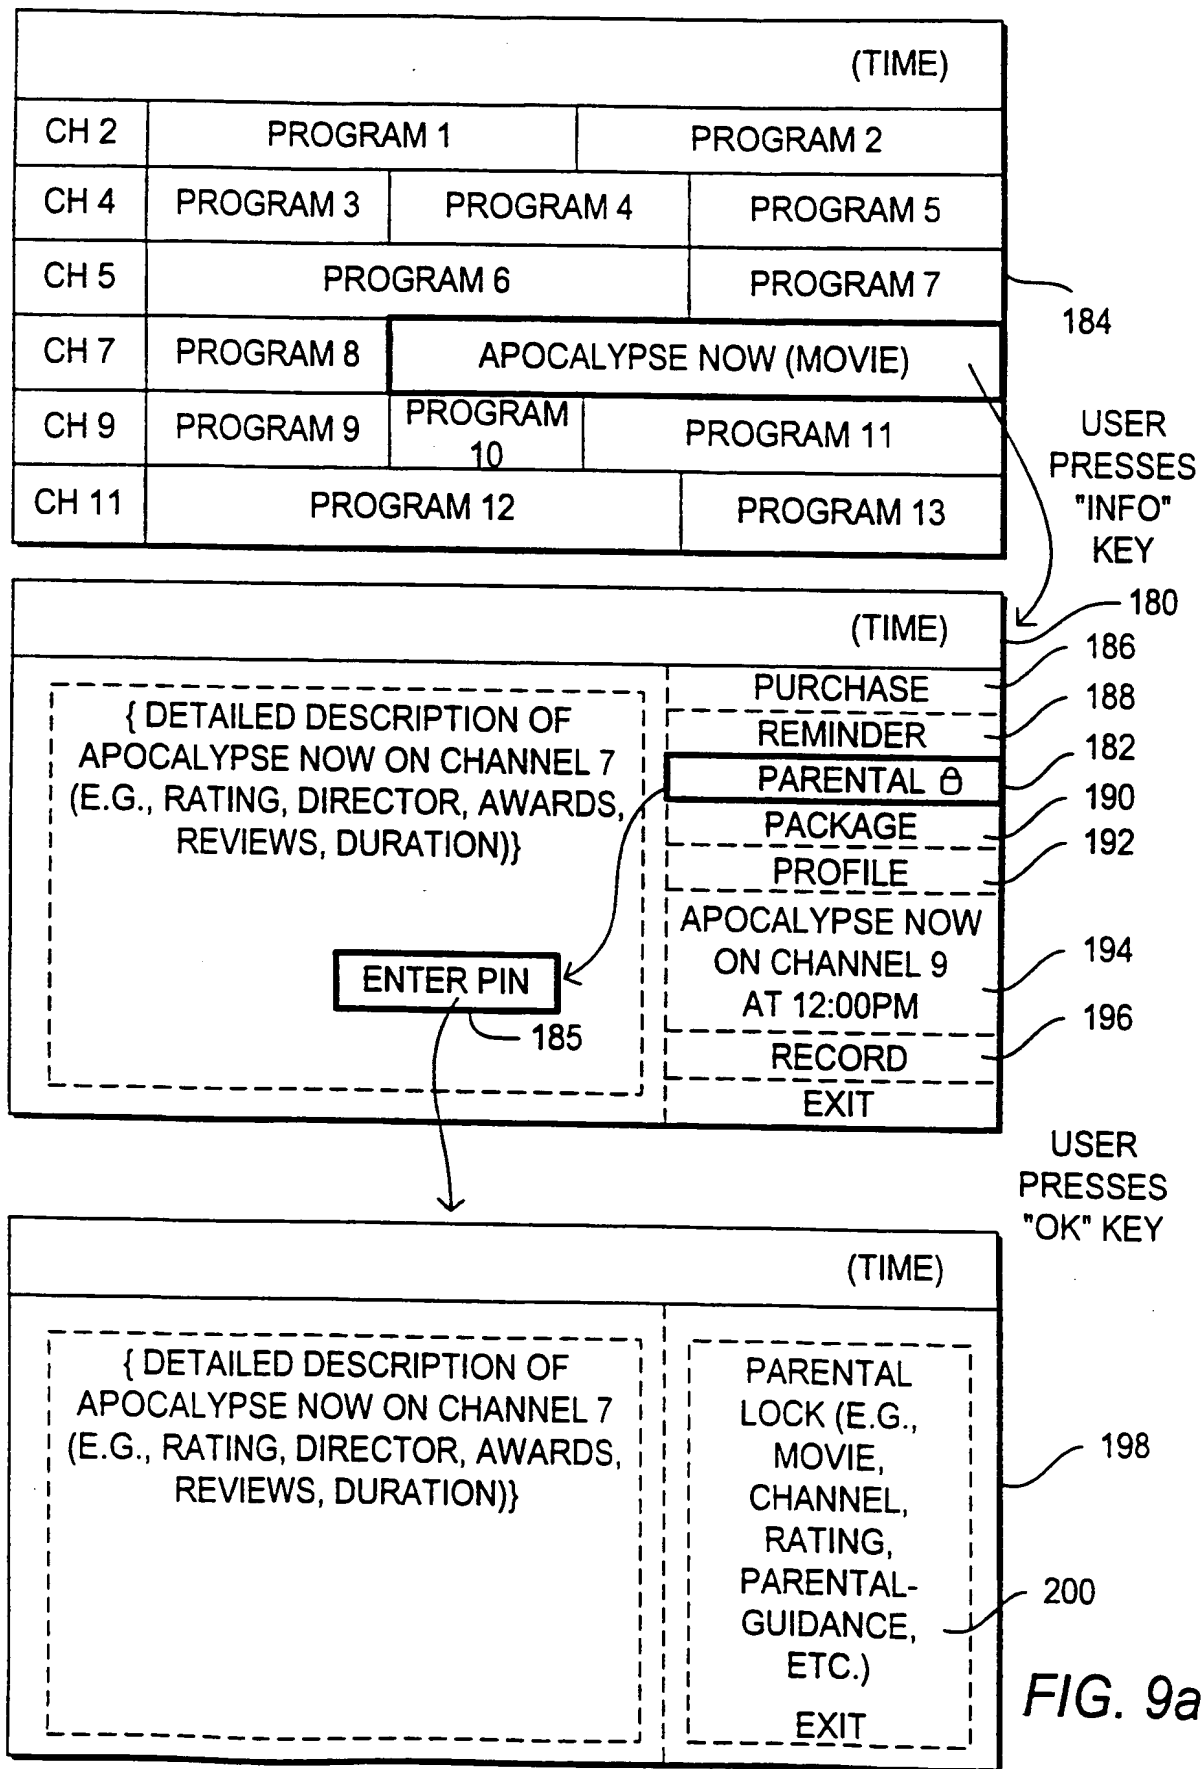 (TIME)
CH 2 PROGRAM 1 PROGRAM 2
CH 4 PROGRAM 3 PROGRAM 4 PROGRAM 5
CH 5 PROGRAM 6 PROGRAM 7
184
CH 7 PROGRAM 8 APOCALYPSE NOW (MOVIE)
CH 9 PROGRAM 9 PROGRAM
10 PROGRAM 11
CH 11 PROGRAM 12 PROGRAM 13
USER
PRESSES
"INFO"
KEY
(TIME)
180
{ DETAILED DESCRIPTION OF
APOCALYPSE NOW ON CHANNEL 7
(E.G., RATING, DIRECTOR, AWARDS,
REVIEWS, DURATION)}
ENTER PIN
185
PURCHASE 186
REMINDER 188
PARENTAL 182
PACKAGE 190
PROFILE 192
APOCALYPSE NOW
ON CHANNEL 9 194
AT 12:00PM
RECORD 196
EXIT
USER
PRESSES
"OK" KEY
(TIME)
{ DETAILED DESCRIPTION OF
APOCALYPSE NOW ON CHANNEL 7
(E.G., RATING, DIRECTOR, AWARDS,
REVIEWS, DURATION)}
PARENTAL
LOCK (E.G.,
MOVIE, 198
CHANNEL,
RATING,
PARENTAL-
GUIDANCE, 200
ETC.)
EXIT
FIG. 9a